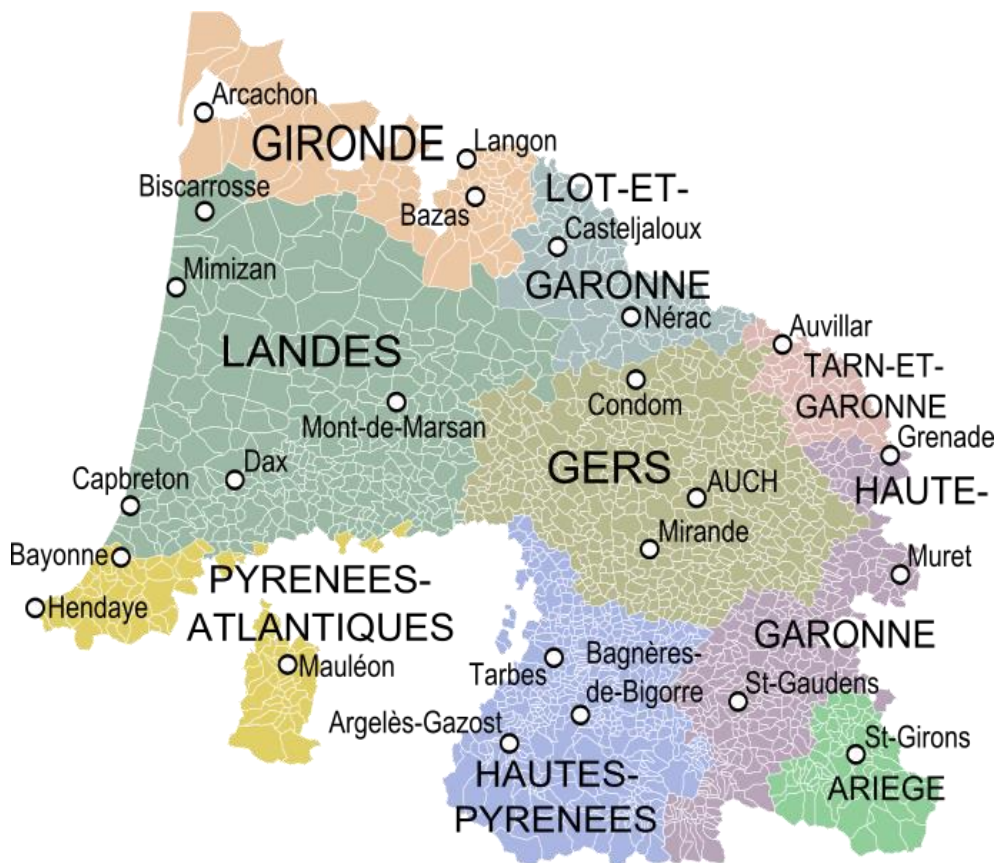 Arcachon
GIRONDE
Langon
Biscarrosse
Bazas
LOT-ET-
Casteljaloux
Mimizan
GARONNE
Nérac
Auvillar
LANDES
TARN-ET-
GARONNE
Condom
Mont-de-Marsan
Grenade
Dax
GERS
Capbreton
AUCH
HAUTE-
Mirande
Bayonne
Muret
PYRENEES-
ATLANTIQUES
Hendaye
GARONNE
Mauléon
Tarbes
Bagnères-
de-Bigorre
St-Gaudens
Argelès-Gazost
St-Girons
HAUTES-
PYRENEES
ARIEGE